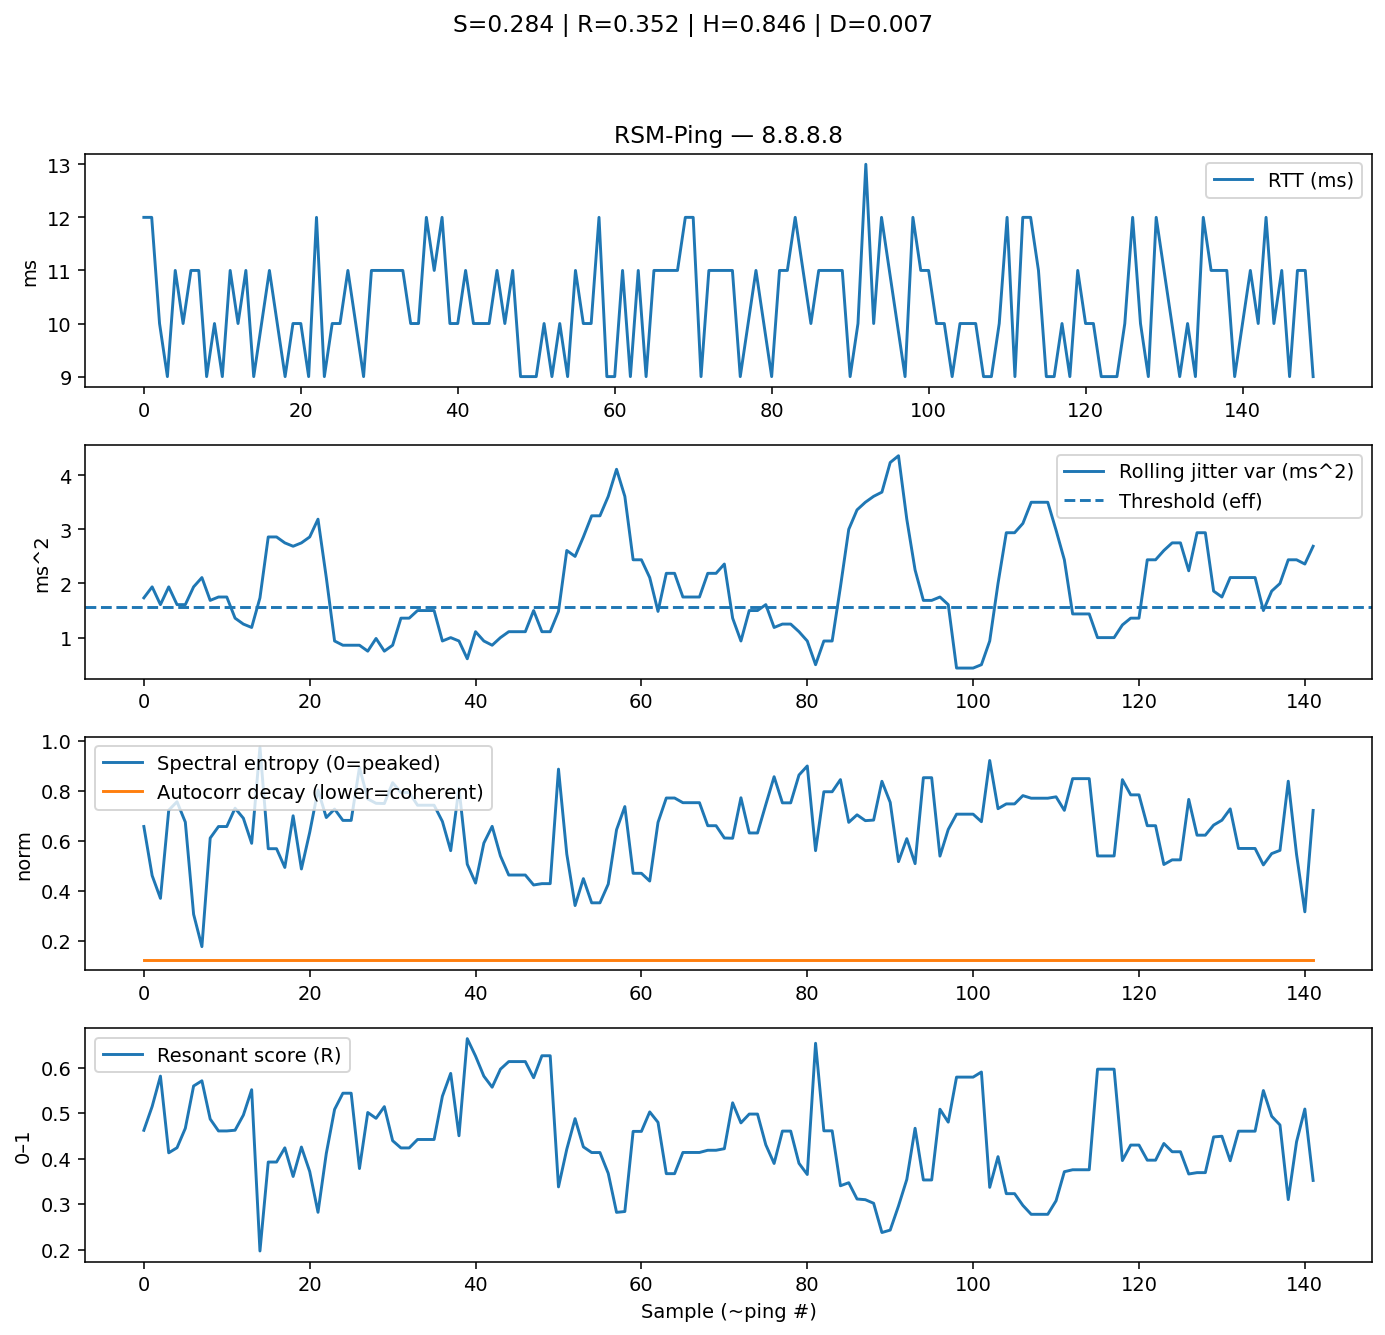 S=0.284 | R=0.352 | H=0.846 | D=0.007
RSM-Ping — 8.8.8.8
ms
13
12
11
10
9
RTT (ms)
0 20 40 60 80 100 120 140
ms^2
4
3
2
1
Rolling jitter var (ms^2)
Threshold (eff)
0 20 40 60 80 100 120 140
norm
1.0
0.8
0.6
0.4
0.2
Spectral entropy (0=peaked)
Autocorr decay (lower=coherent)
0 20 40 60 80 100 120 140
0–1
0.6
0.5
0.4
0.3
0.2
Resonant score (R)
0 20 40 60 80 100 120 140
Sample (~ping #)